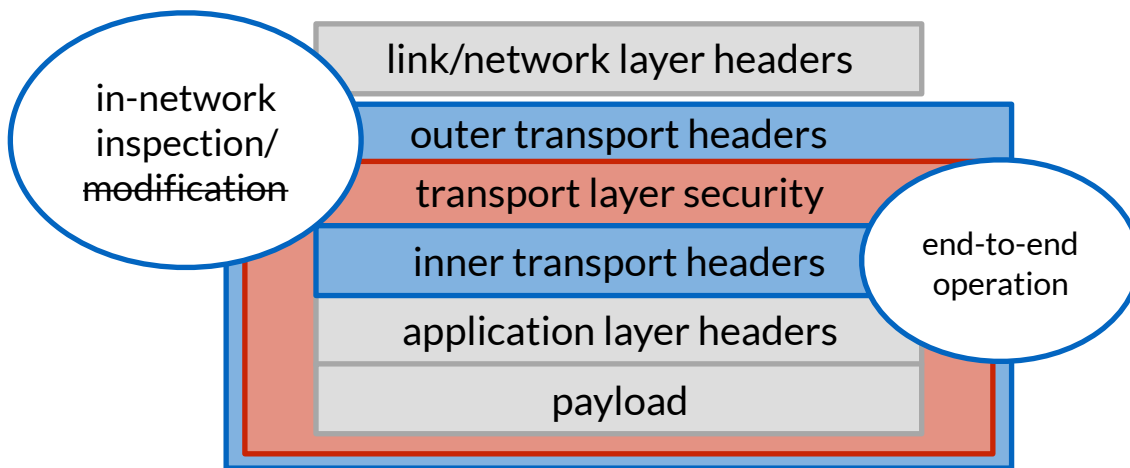 link/network layer headers
in-network
inspection/
modification
outer transport headers
transport layer security
inner transport headers
end-to-end
operation
application layer headers
payload